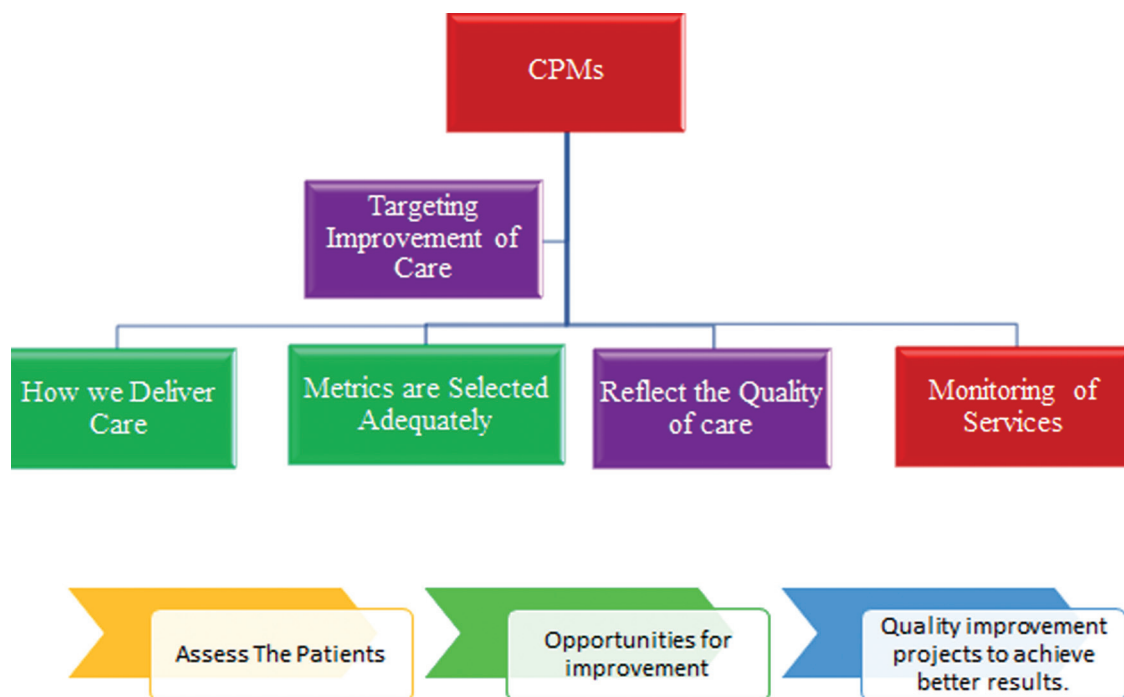 CPMs
Targeting
Improvement of
Care
How we Deliver
Care
Metrics are Selected
Adequately
Reflect the Quality
of care
Monitoring of
Services
Assess The Patients
Opportunities for
improvement
Quality improvement
projects to achieve
better results.